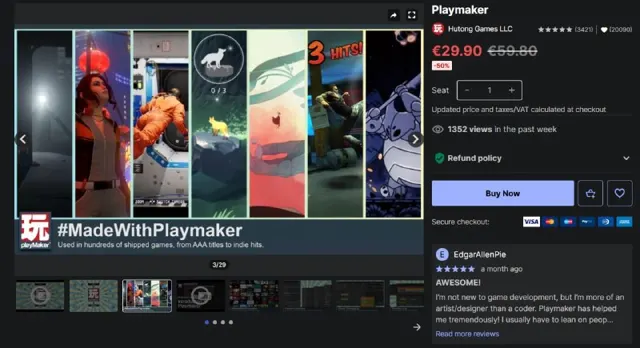 Playmaker
玩 Hutong Games LLC
(3421)
(20090)
€29.90 €59.80
-50%
Seat
- 1 +
Updated price and taxes/VAT calculated at checkout
1352 views in the past week
Refund policy
Buy Now
Secure checkout:
VISA
3 HITS!
0 / 3
玩
playMaker
#MadeWithPlaymaker
Used in hundreds of shipped games, from AAA titles to indie hits.
3/29
E EdgarAllenPie
a month ago
AWESOME!
I'm not new to game development, but I'm more of an
artist/designer than a coder. Playmaker has helped
me tremendously! I usually have to lean on peop...
Read more reviews